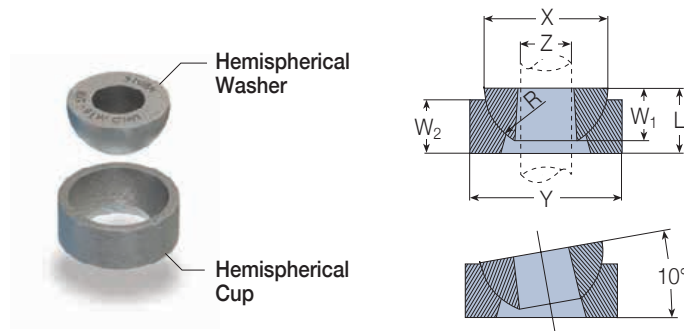 Hemispherical
Washer
Hemispherical
Cup
X
Z
R
W₂
W₁
L
Y
10°